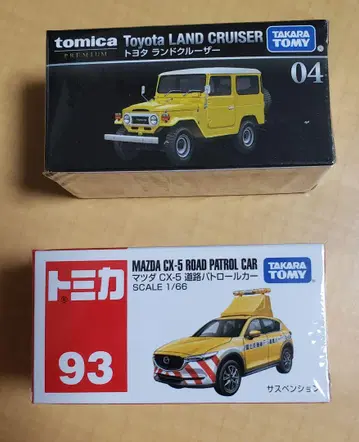 tomica
PREMIUM
Toyota LAND CRUISER
トヨタ ランドクルーザー
TAKARA
TOMY
04
トミカ
93
MAZDA CX-5 ROAD PATROL CAR
マツダ CX-5 道路パトロールカー
SCALE 1/66
TAKARA
TOMY
サスペンション